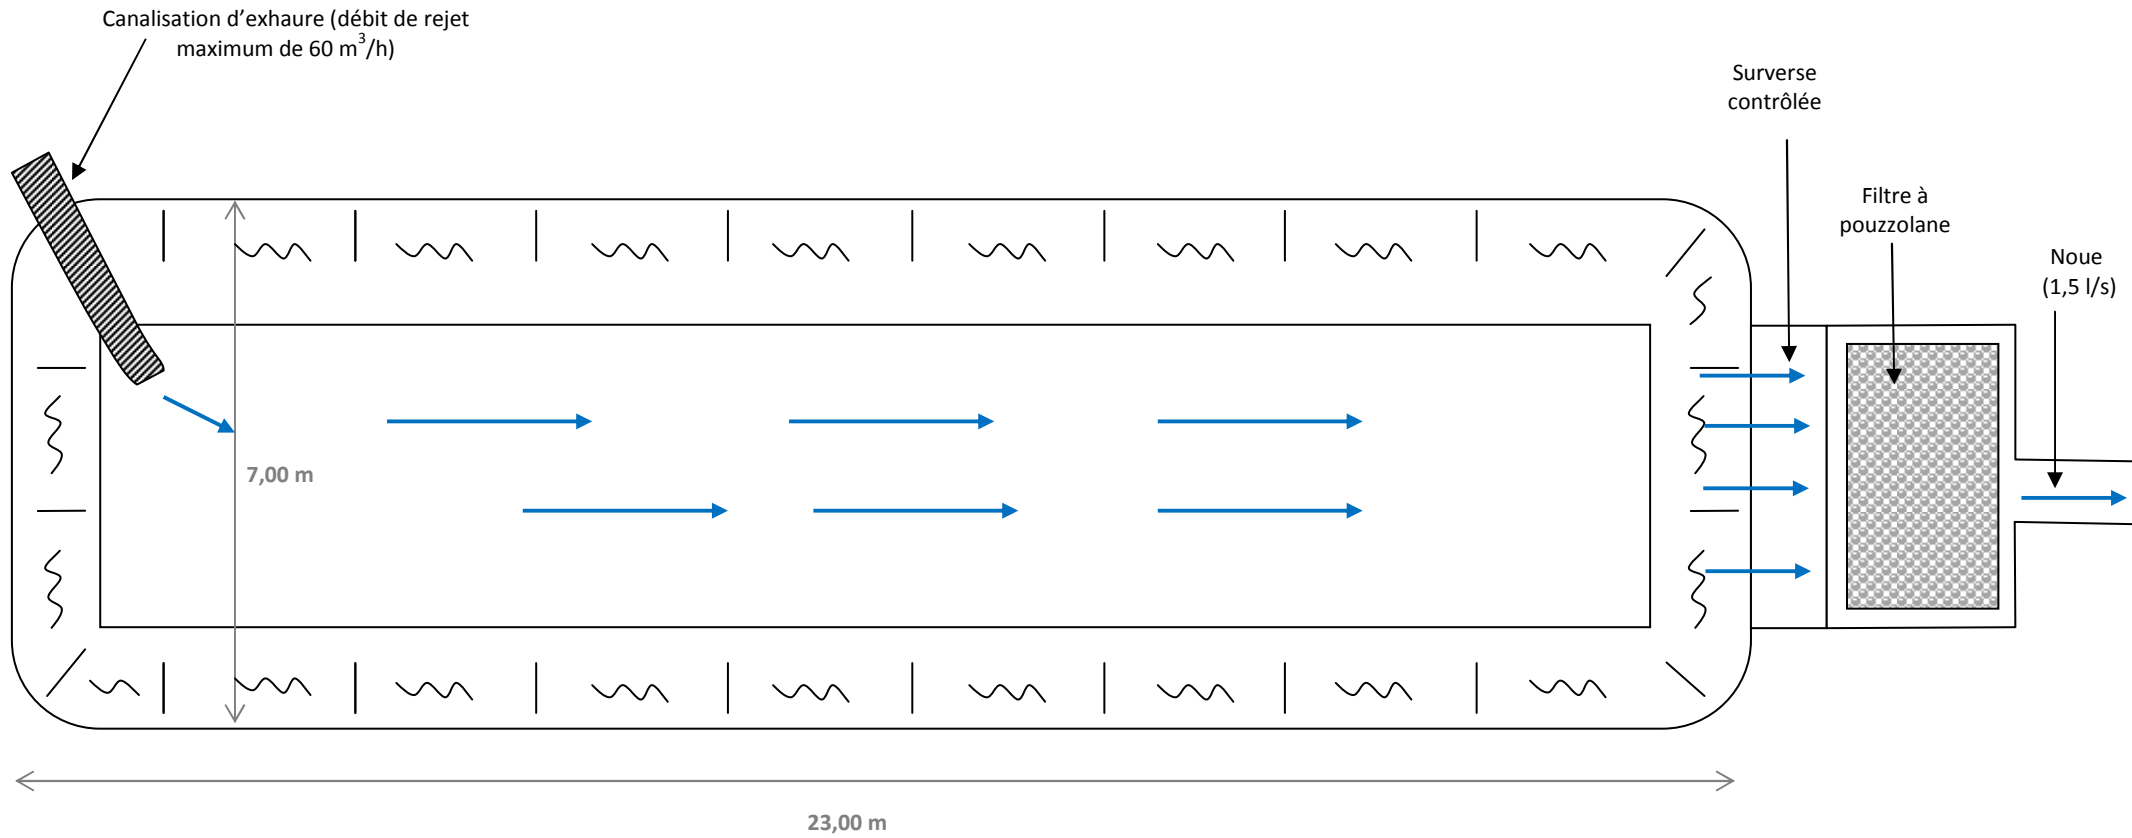 Canalisation d’exhaure (débit de rejet
maximum de 60 m³/h)
Surverse
contrôlée
Filtre à
pouzzolane
Noue
(1,5 l/s)
7,00 m
23,00 m